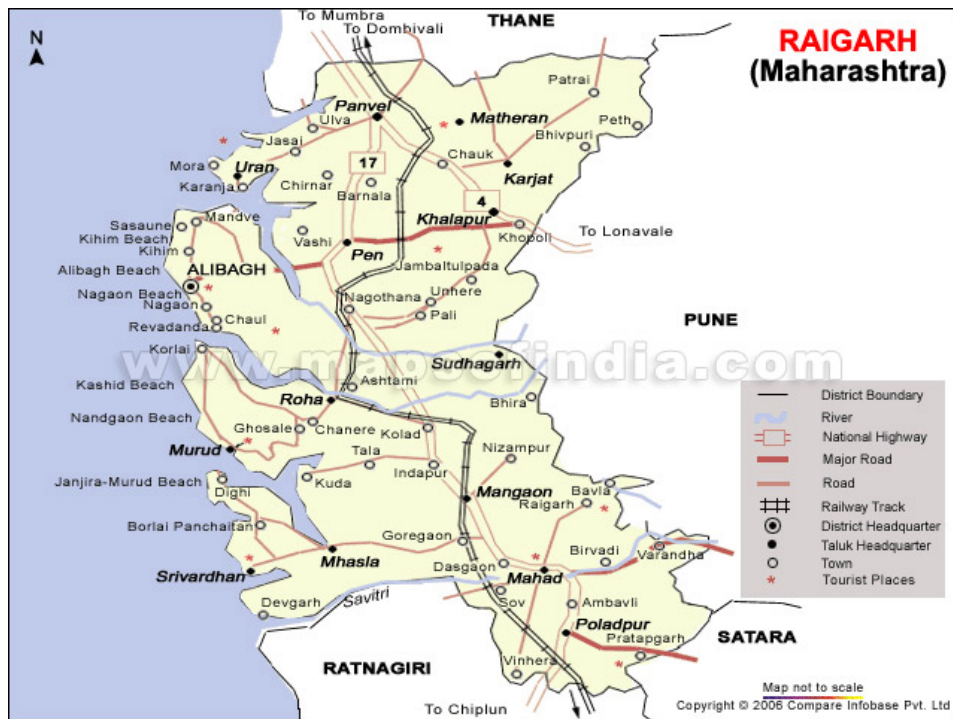 To Mumbra
To Dombivali
THANE
N
RAIGARH
(Maharashtra)
Patrai
Panvel
Ulva
Matheran
Peth
Bhivpuri
Jasai
Mora
Uran
17
Chauk
Karjat
Karanja
Chirnar
Barnala
4
Khalapur
Mandve
Sasaune
Kihim Beach
Vashi
Khopoli
To Lonavale
Kihim
Pen
Jambaltulpada
Alibagh Beach
ALIBAGH
Unhere
Nagaon Beach
Nagothana
Nagaon
Pali
Chaul
Revadanda
PUNE
Korlai
www.mapsofindia.com
Sudhagarh
Kashid Beach
Ashtami
Roha
Bhira
Nandgaon Beach
Ghosale
Chanere
Kolad
Murud
Tala
Nizampur
Indapur
Janjira-Murud Beach
Dighi
Kuda
Mangaon
Bavla
Raigarh
Borlai Panchaitan
Goregaon
Mhasla
Birvadi
Varandha
Dasgaon
Srivardhan
Mahad
Devgarh
Savitri
Sov
Ambavli
Poladpur
Pratapgarh
SATARA
RATNAGIRI
Vinhera
To Chiplun
District Boundary
River
National Highway
Major Road
Road
Railway Track
District Headquarter
Taluk Headquarter
Town
Tourist Places
Map not to scale
Copyright © 2006 Compare Infobase Pvt. Ltd